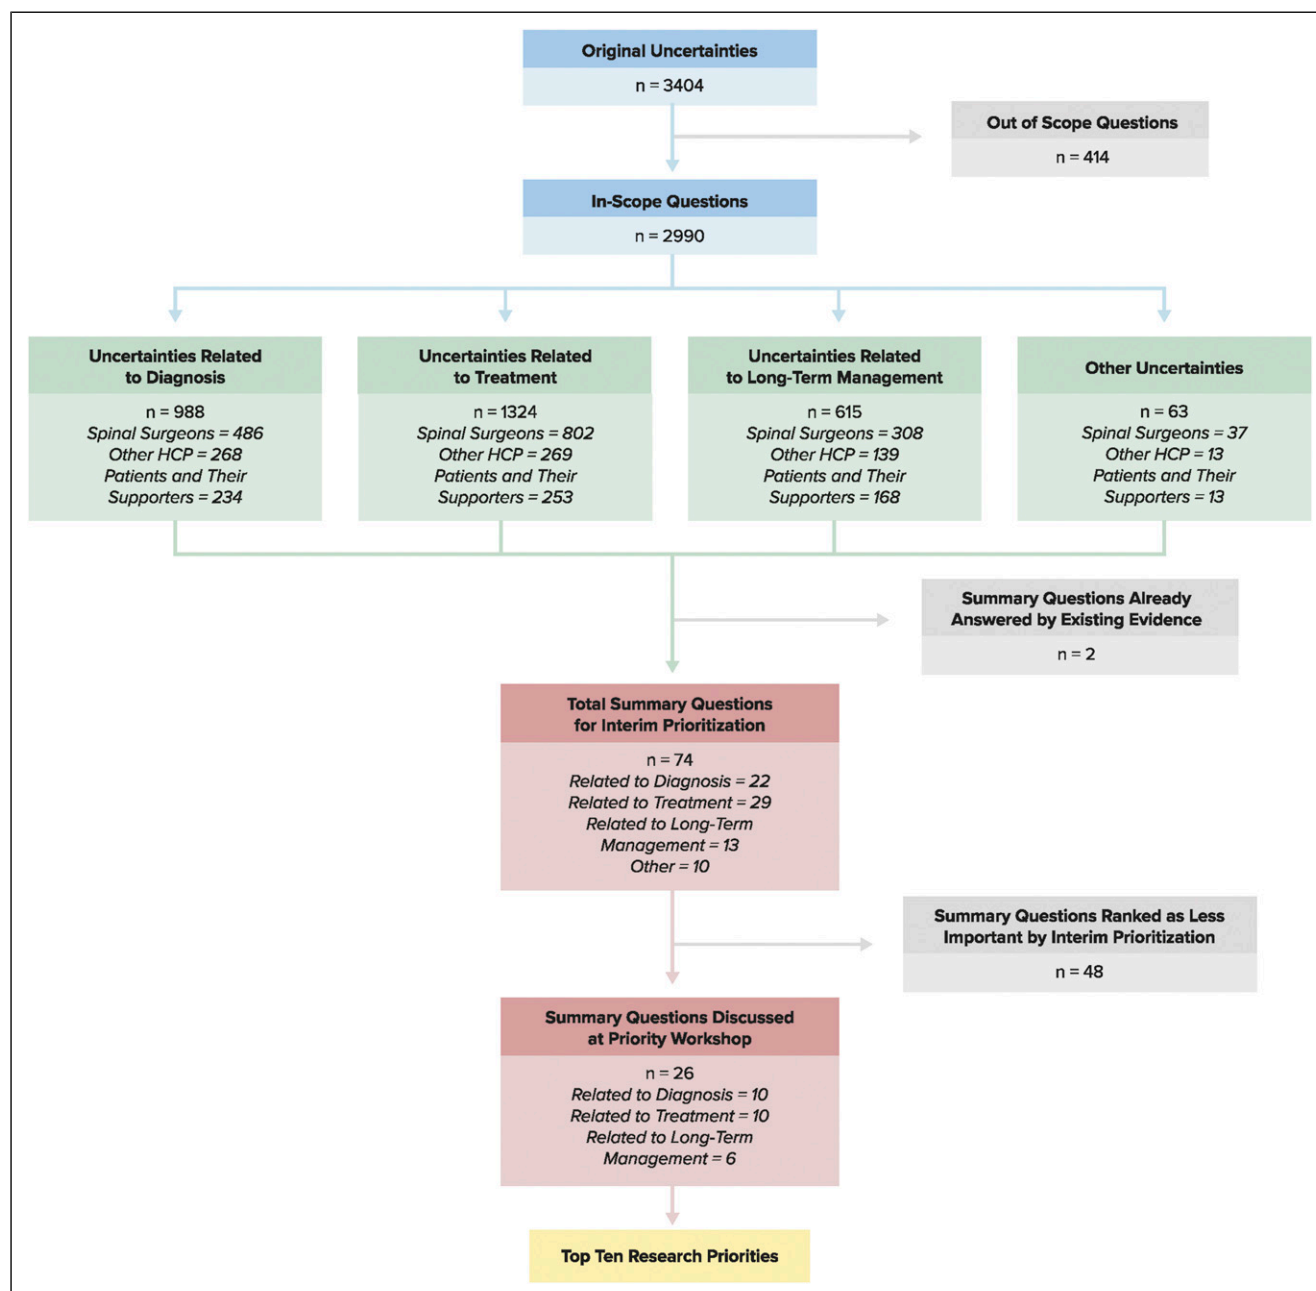 Original Uncertainties
n = 3404
Out of Scope Questions
n = 414
In-Scope Questions
n = 2990
Uncertainties Related
to Diagnosis
n = 988
Spinal Surgeons = 486
Other HCP = 268
Patients and Their
Supporters = 234
Uncertainties Related
to Treatment
n = 1324
Spinal Surgeons = 802
Other HCP = 269
Patients and Their
Supporters = 253
Uncertainties Related
to Long-Term Management
n = 615
Spinal Surgeons = 308
Other HCP = 139
Patients and Their
Supporters = 168
Other Uncertainties
n = 63
Spinal Surgeons = 37
Other HCP = 13
Patients and Their
Supporters = 13
Summary Questions Already
Answered by Existing Evidence
n = 2
Total Summary Questions
for Interim Prioritization
n = 74
Related to Diagnosis = 22
Related to Treatment = 29
Related to Long-Term
Management = 13
Other = 10
Summary Questions Ranked as Less
Important by Interim Prioritization
n = 48
Summary Questions Discussed
at Priority Workshop
n = 26
Related to Diagnosis = 10
Related to Treatment = 10
Related to Long-Term
Management = 6
Top Ten Research Priorities